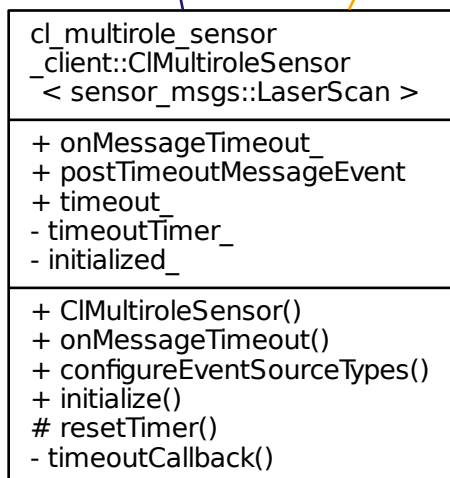 cl_multirole_sensor
_client::ClMultiroleSensor
< sensor_msgs::LaserScan >
+ onMessageTimeout_
+ postTimeoutMessageEvent
+ timeout_
- timeoutTimer_
- initialized_
+ ClMultiroleSensor()
+ onMessageTimeout()
+ configureEventSourceTypes()
+ initialize()
# resetTimer()
- timeoutCallback()